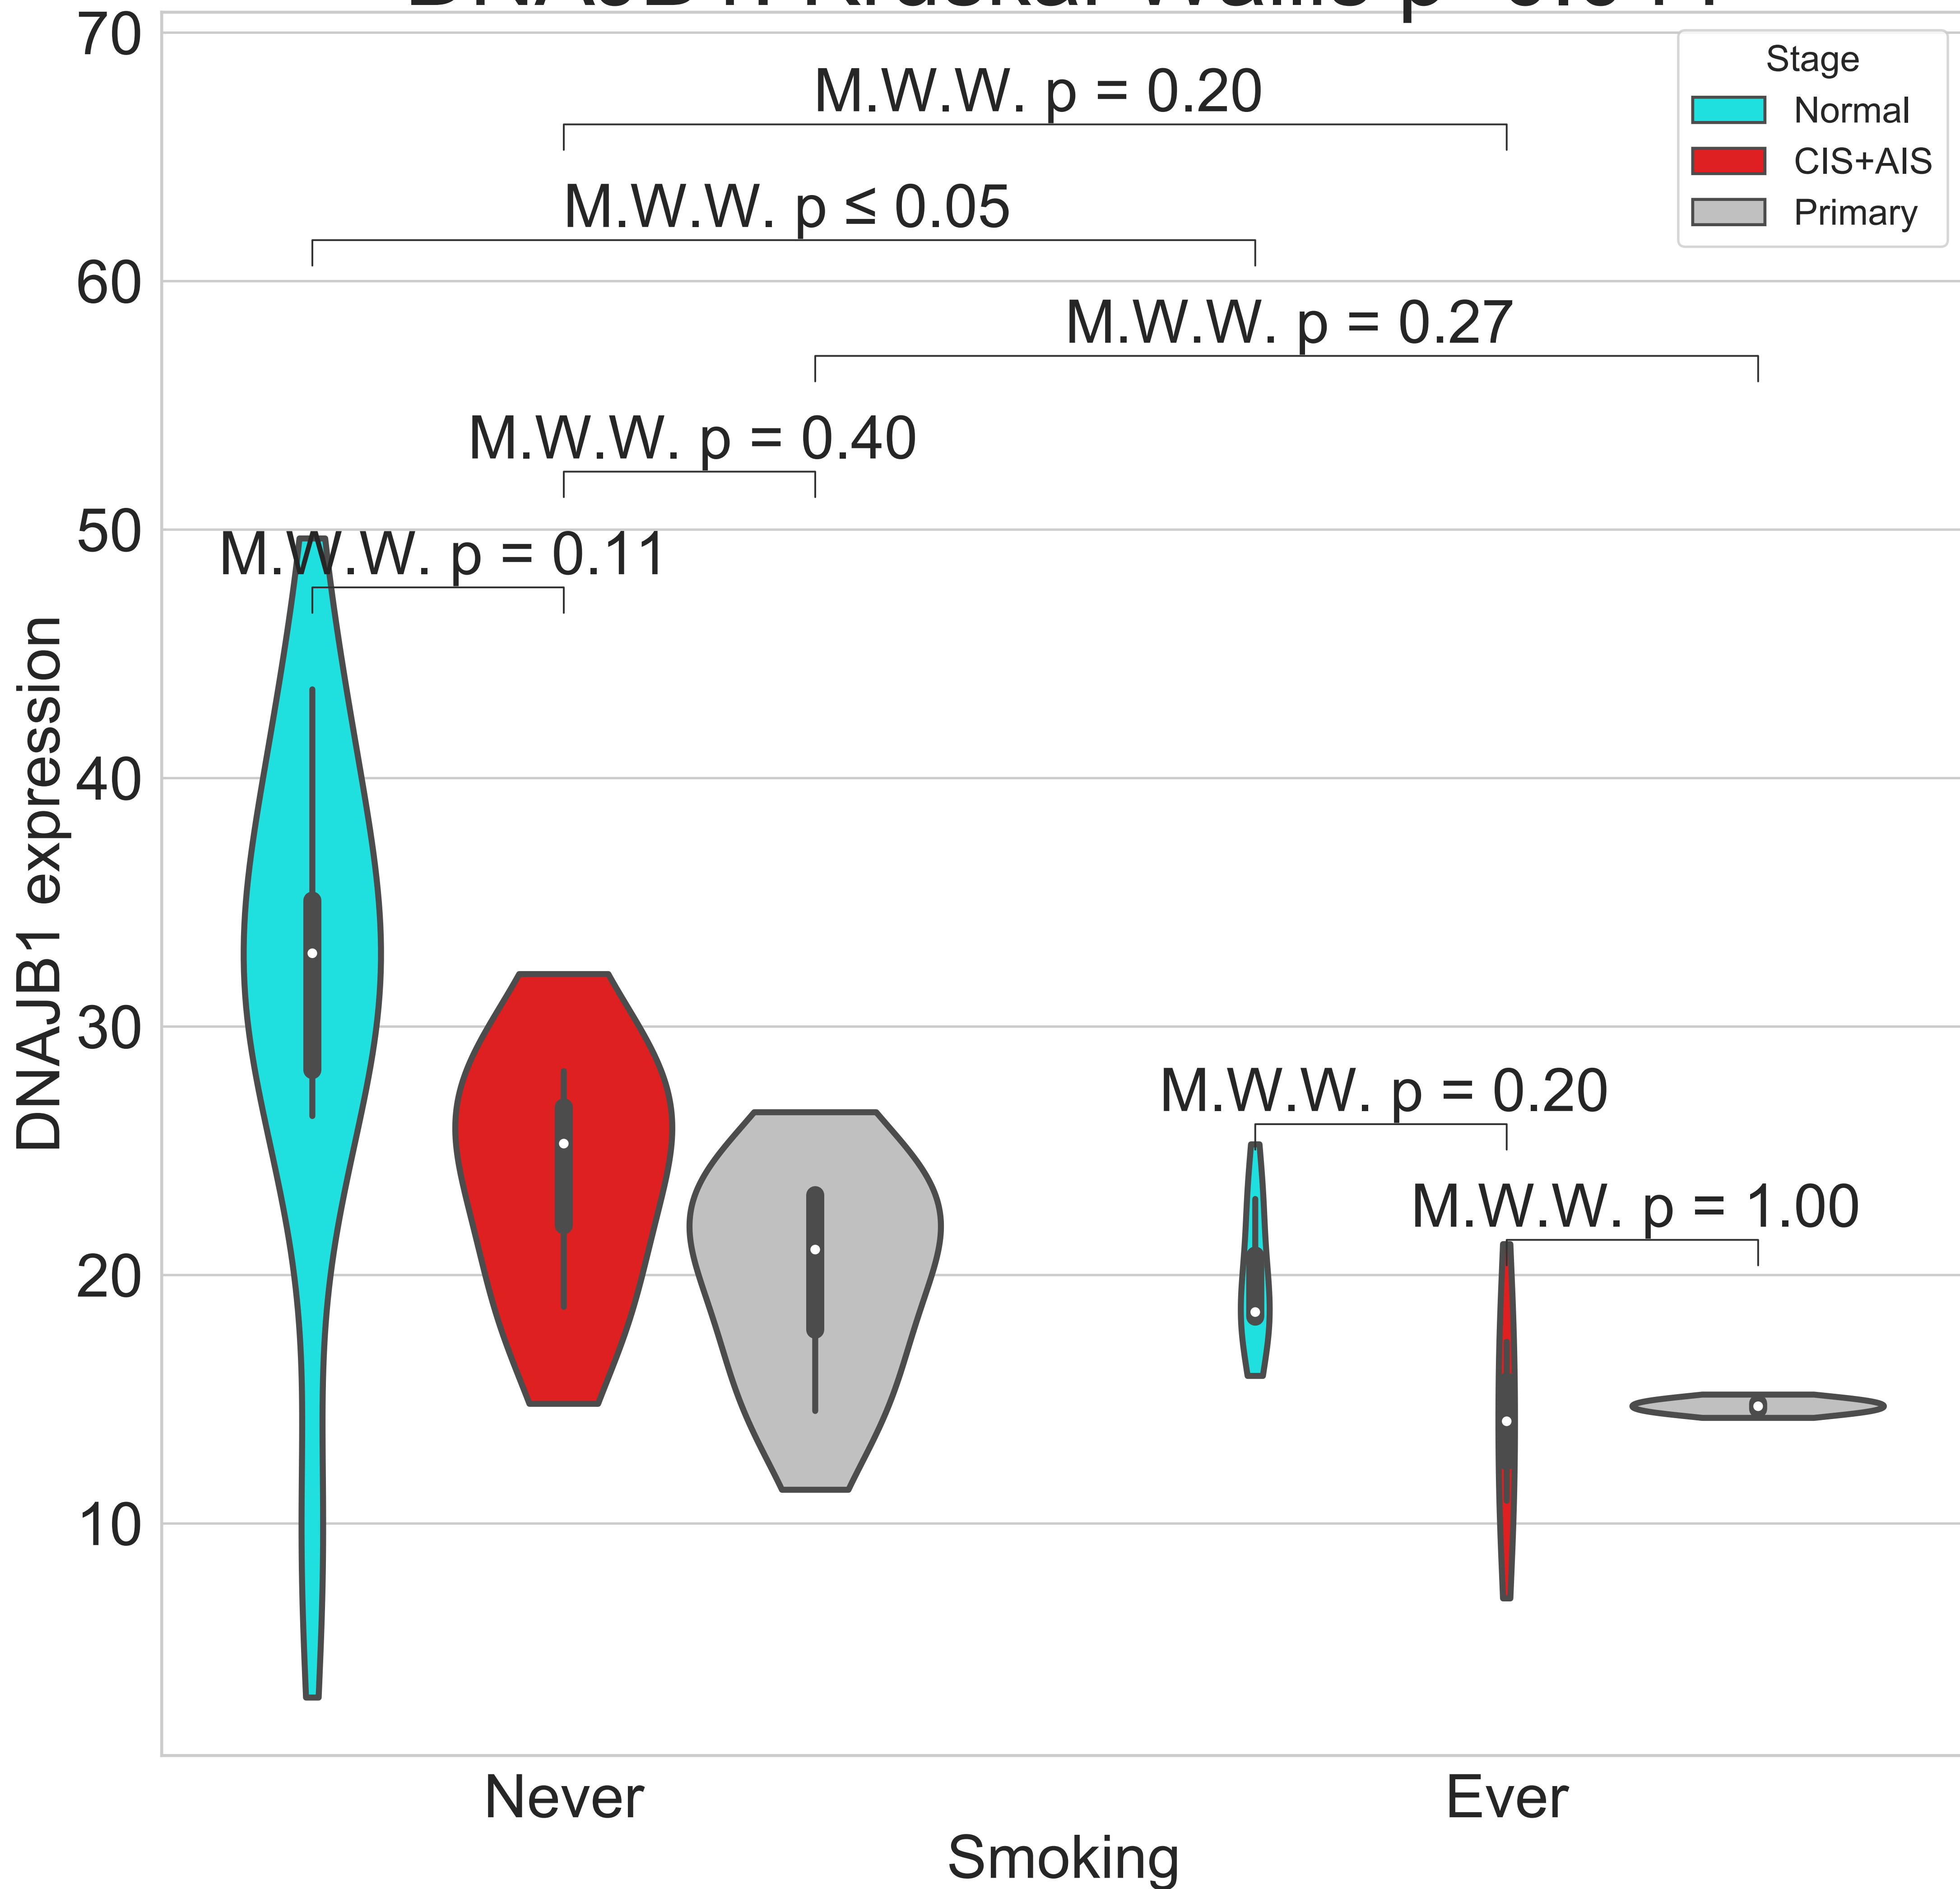 70
M.W.W. p = 0.20
Stage
Normal
CIS+AIS
Primary
M.W.W. p ≤ 0.05
60
M.W.W. p = 0.27
M.W.W. p = 0.40
50
M.W.W. p = 0.11
DNAJB1 expression
40
30
M.W.W. p = 0.20
M.W.W. p = 1.00
20
10
Never
Ever
Smoking